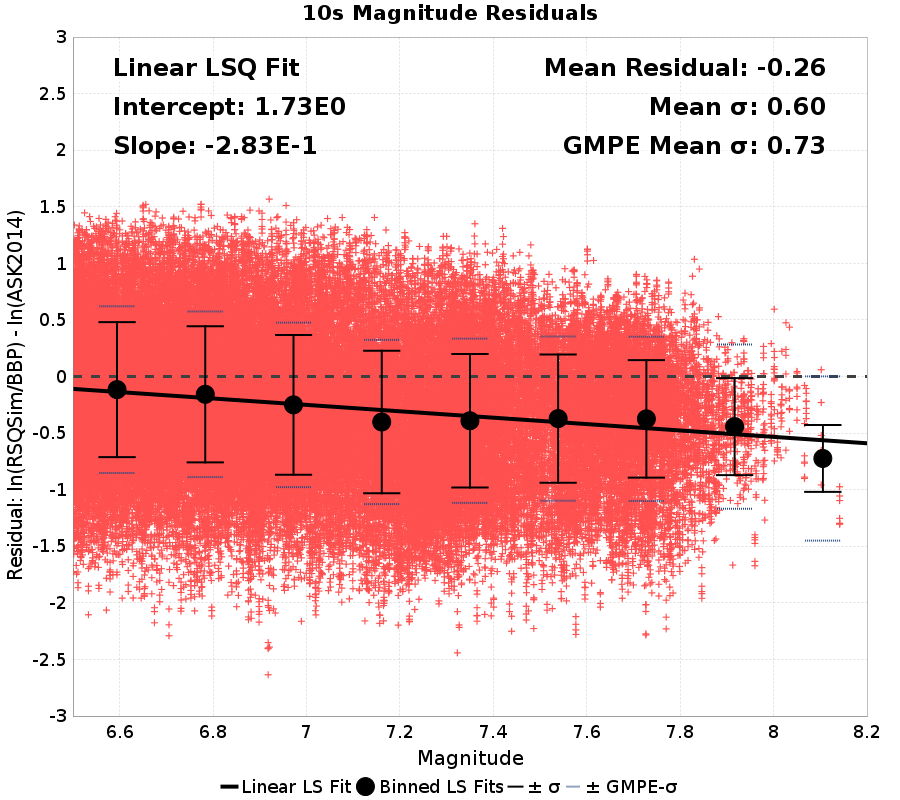 10s Magnitude Residuals
Linear LSQ Fit
Intercept: 1.73E0
Slope: -2.83E-1
Mean Residual: -0.26
Mean σ: 0.60
GMPE Mean σ: 0.73
Residual: ln(RSQSim/BBP) - ln(ASK2014)
3
2.5
2
1.5
1
0.5
0
-0.5
-1
-1.5
-2
-2.5
-3
6.6 6.8 7 7.2 7.4 7.6 7.8 8 8.2
Magnitude
Linear LS Fit Binned LS Fits ± σ ± GMPE-σ